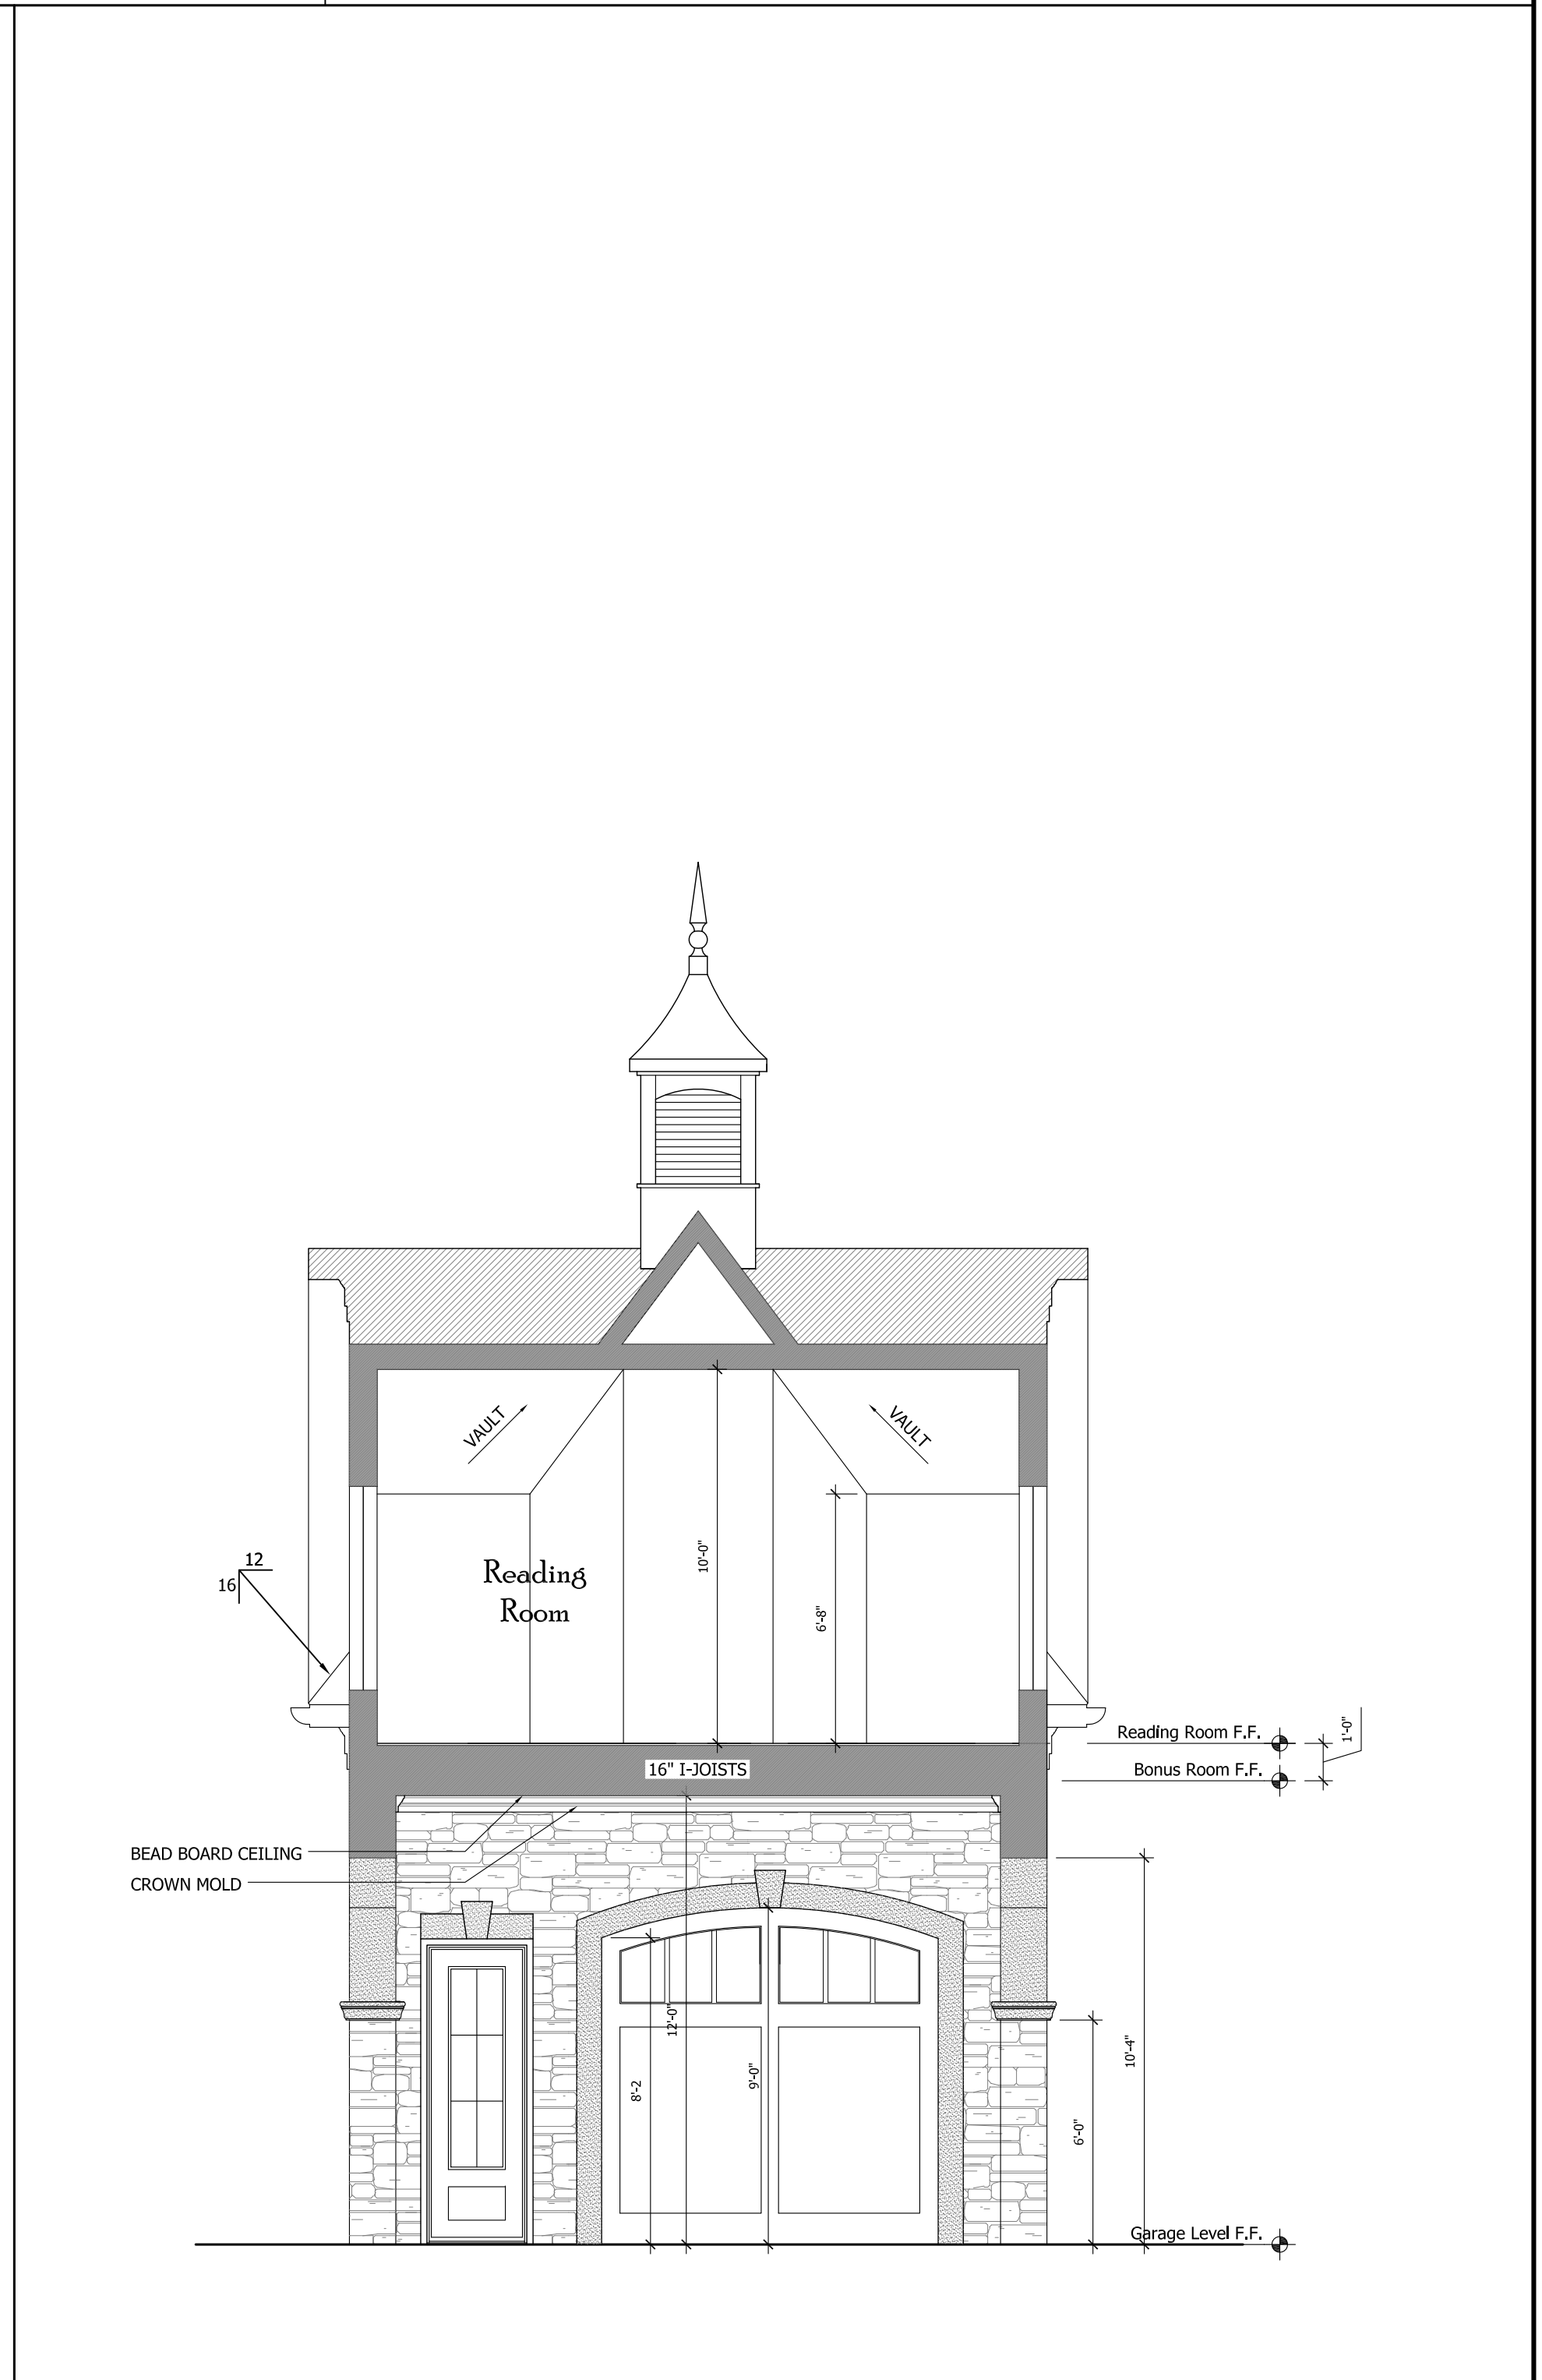 VAULT
VAULT
10'-0"
12
16
Reading
Room
6'-8"
Reading Room F.F.
1'-0"
16" I-JOISTS
Bonus Room F.F.
BEAD BOARD CEILING
CROWN MOLD
12'-0"
8'-2
9'-0"
10'-4"
6'-0"
Garage Level F.F.